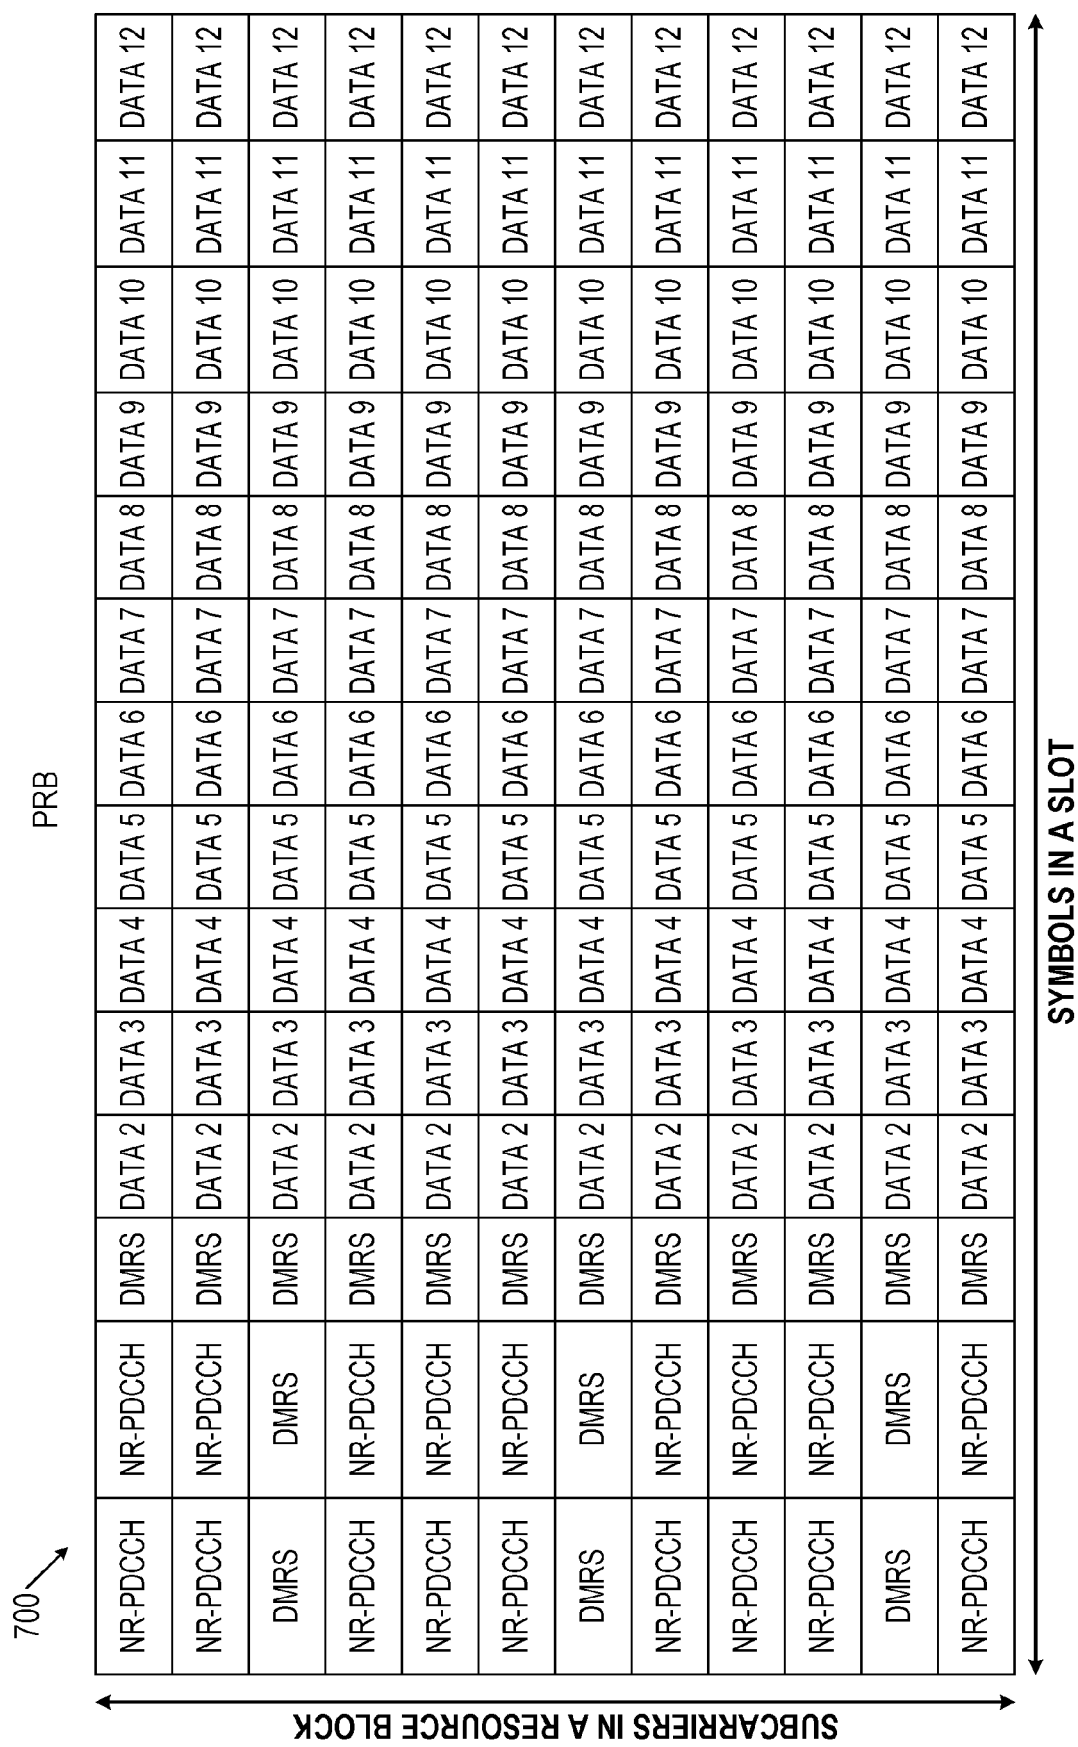 700
PRB
SUBCARRIERS IN A RESOURCE BLOCK
NR-PDCCH NR-PDCCH DMRS DATA 2 DATA 3 DATA 4 DATA 5 DATA 6 DATA 7 DATA 8 DATA 9 DATA 10 DATA 11 DATA 12
NR-PDCCH NR-PDCCH DMRS DATA 2 DATA 3 DATA 4 DATA 5 DATA 6 DATA 7 DATA 8 DATA 9 DATA 10 DATA 11 DATA 12
DMRS DMRS DMRS DATA 2 DATA 3 DATA 4 DATA 5 DATA 6 DATA 7 DATA 8 DATA 9 DATA 10 DATA 11 DATA 12
NR-PDCCH NR-PDCCH DMRS DATA 2 DATA 3 DATA 4 DATA 5 DATA 6 DATA 7 DATA 8 DATA 9 DATA 10 DATA 11 DATA 12
NR-PDCCH NR-PDCCH DMRS DATA 2 DATA 3 DATA 4 DATA 5 DATA 6 DATA 7 DATA 8 DATA 9 DATA 10 DATA 11 DATA 12
NR-PDCCH NR-PDCCH DMRS DATA 2 DATA 3 DATA 4 DATA 5 DATA 6 DATA 7 DATA 8 DATA 9 DATA 10 DATA 11 DATA 12
DMRS DMRS DMRS DATA 2 DATA 3 DATA 4 DATA 5 DATA 6 DATA 7 DATA 8 DATA 9 DATA 10 DATA 11 DATA 12
NR-PDCCH NR-PDCCH DMRS DATA 2 DATA 3 DATA 4 DATA 5 DATA 6 DATA 7 DATA 8 DATA 9 DATA 10 DATA 11 DATA 12
NR-PDCCH NR-PDCCH DMRS DATA 2 DATA 3 DATA 4 DATA 5 DATA 6 DATA 7 DATA 8 DATA 9 DATA 10 DATA 11 DATA 12
NR-PDCCH NR-PDCCH DMRS DATA 2 DATA 3 DATA 4 DATA 5 DATA 6 DATA 7 DATA 8 DATA 9 DATA 10 DATA 11 DATA 12
DMRS DMRS DMRS DATA 2 DATA 3 DATA 4 DATA 5 DATA 6 DATA 7 DATA 8 DATA 9 DATA 10 DATA 11 DATA 12
NR-PDCCH NR-PDCCH DMRS DATA 2 DATA 3 DATA 4 DATA 5 DATA 6 DATA 7 DATA 8 DATA 9 DATA 10 DATA 11 DATA 12
SYMBOLS IN A SLOT